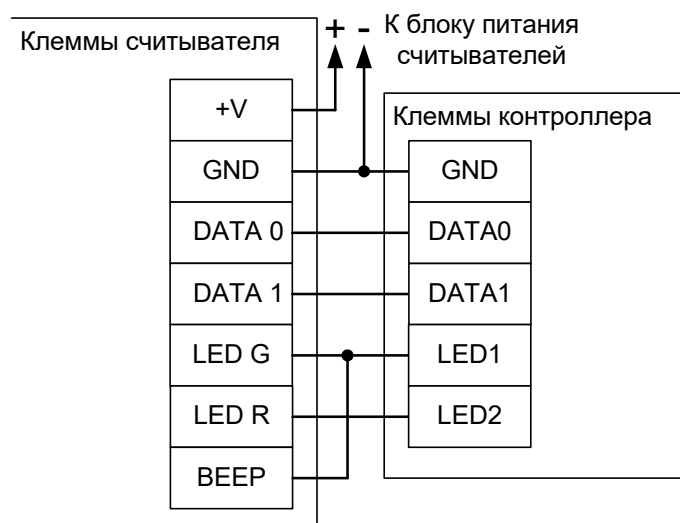 Клеммы считывателя
+ -
К блоку питания
считывателей
Клеммы контроллера
+V
GND
DATA 0
DATA 1
LED G
LED R
BEEP
GND
DATA0
DATA1
LED1
LED2